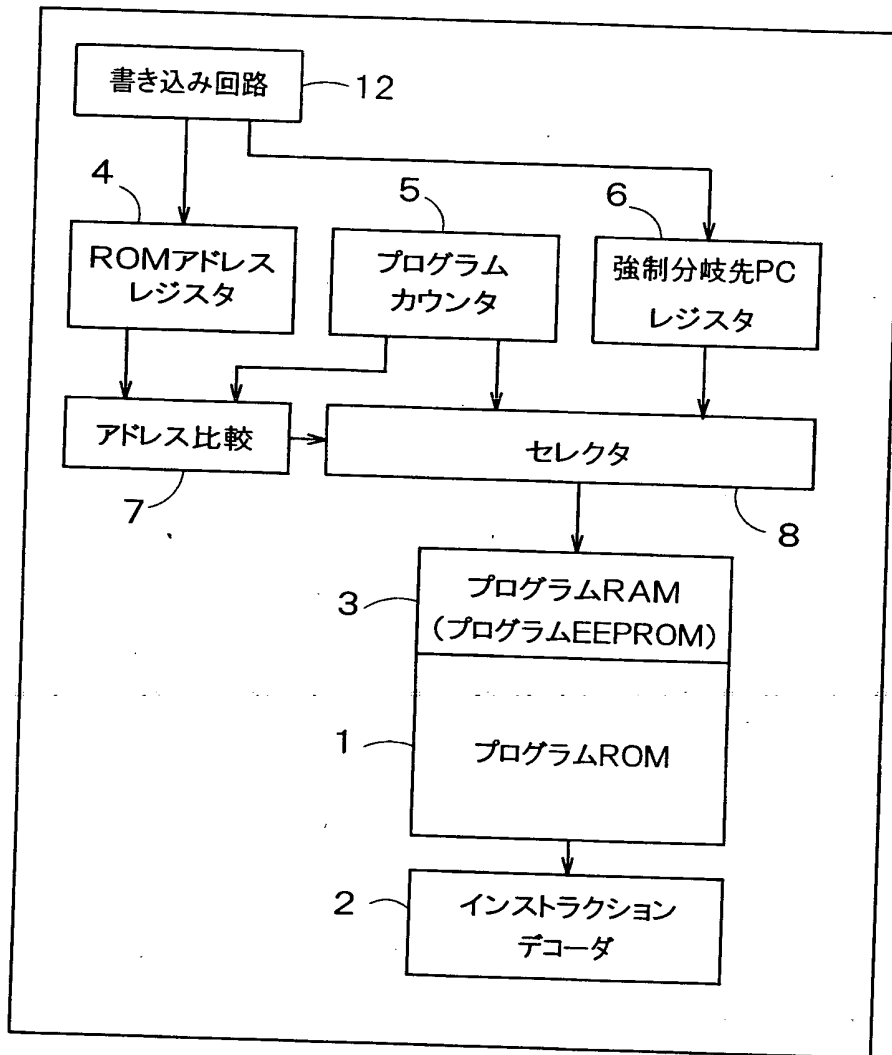 書き込み回路
12
4
5
6
ROMアドレス
レジスタ
プログラム
カウンタ
強制分岐先PC
レジスタ
アドレス比較
セレクタ
7
8
3
プログラムRAM
(プログラムEEPROM)
1
プログラムROM
2
インストラクション
デコーダ